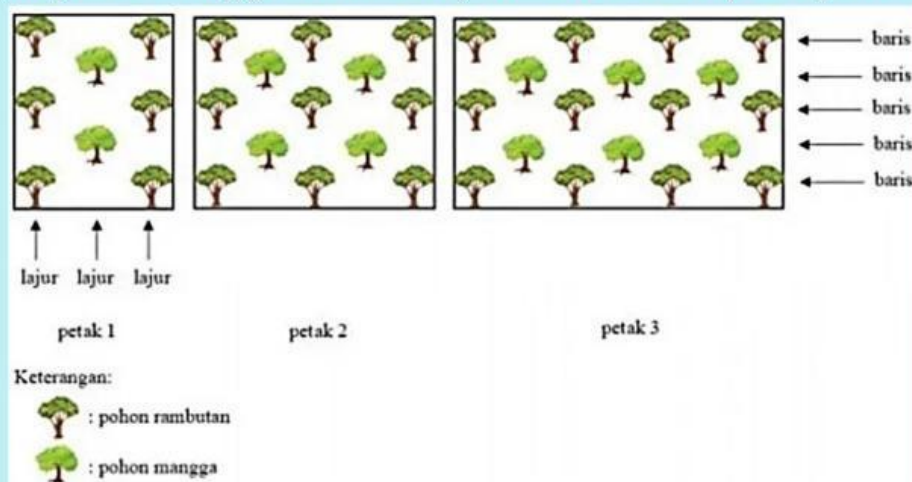 baris
baris
baris
baris
baris
lajur lajur lajur
petak 1 petak 2 petak 3
Keterangan:
: pohon rambutan
: pohon mangga